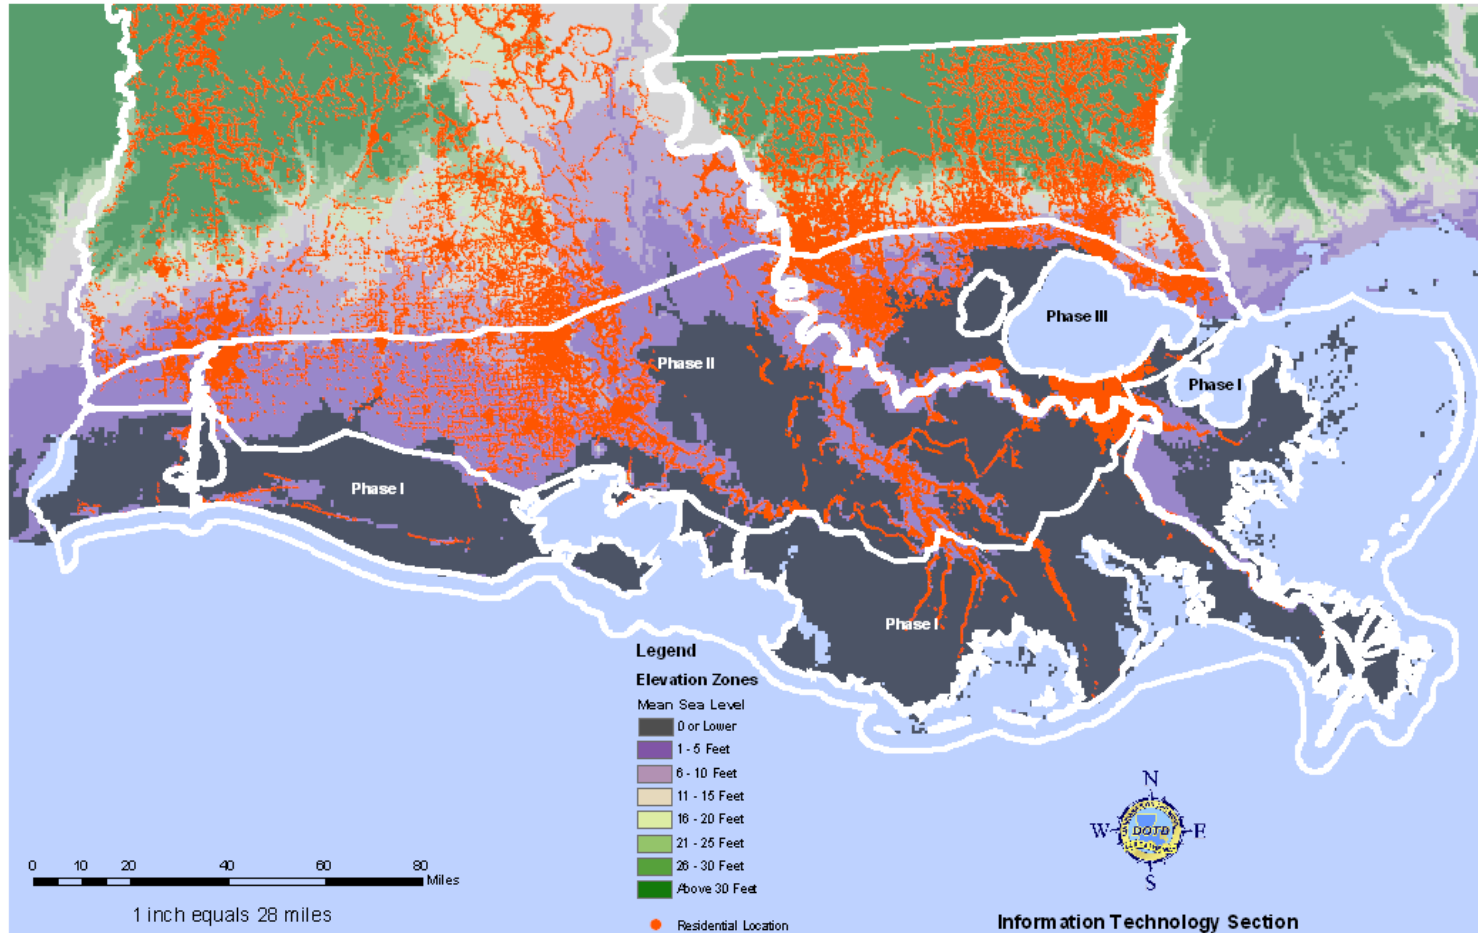 Phase III
Phase II
Phase I
Phase I
Phase I
Legend
Elevation Zones
Mean Sea Level
0 or Lower
1 - 5 Feet
6 - 10 Feet
11 - 15 Feet
16 - 20 Feet
21 - 25 Feet
26 - 30 Feet
Above 30 Feet
Residential Location
0 10 20 40 60 80
Miles
1 inch equals 28 miles
N
W DOTD E
S
Information Technology Section